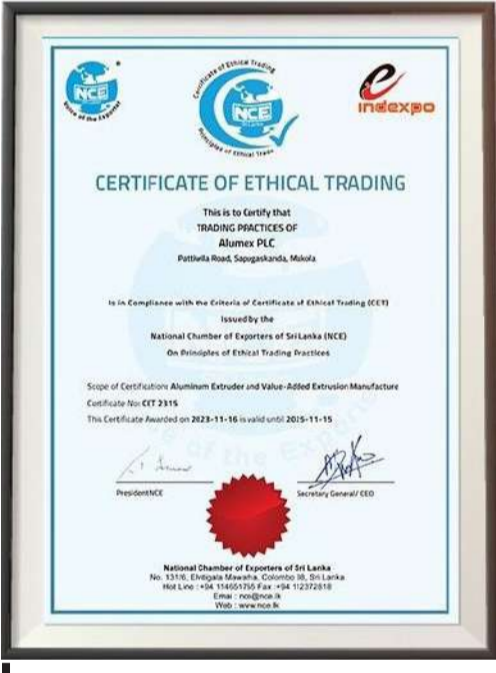 NCE
Voice of the Exporter
Certificate of Ethical Trading
NCE
Principles of Ethical Trade
indexpo
CERTIFICATE OF ETHICAL TRADING
This is to Certify that
TRADING PRACTICES OF
Alumex PLC
Pattiwila Road, Sapugaskanda, Makola
Is in Compliance with the Criteria of Certificate of Ethical Trading (CET)
Issued by the
National Chamber of Exporters of Sri Lanka (NCE)
On Principles of Ethical Trading Practices
Scope of Certification: Aluminum Extruder and Value-Added Extrusion Manufacture
Certificate No: CET 2315
This Certificate Awarded on 2023-11-16 is valid until 2025-11-15
President NCE
Secretary General/ CEO
National Chamber of Exporters of Sri Lanka
No. 131/6, Elvitigala Mawatha, Colombo 08, Sri Lanka
Hot Line : +94 114651765 Fax : +94 112372818
Email : nce@nce.lk
Web : www.nce.lk